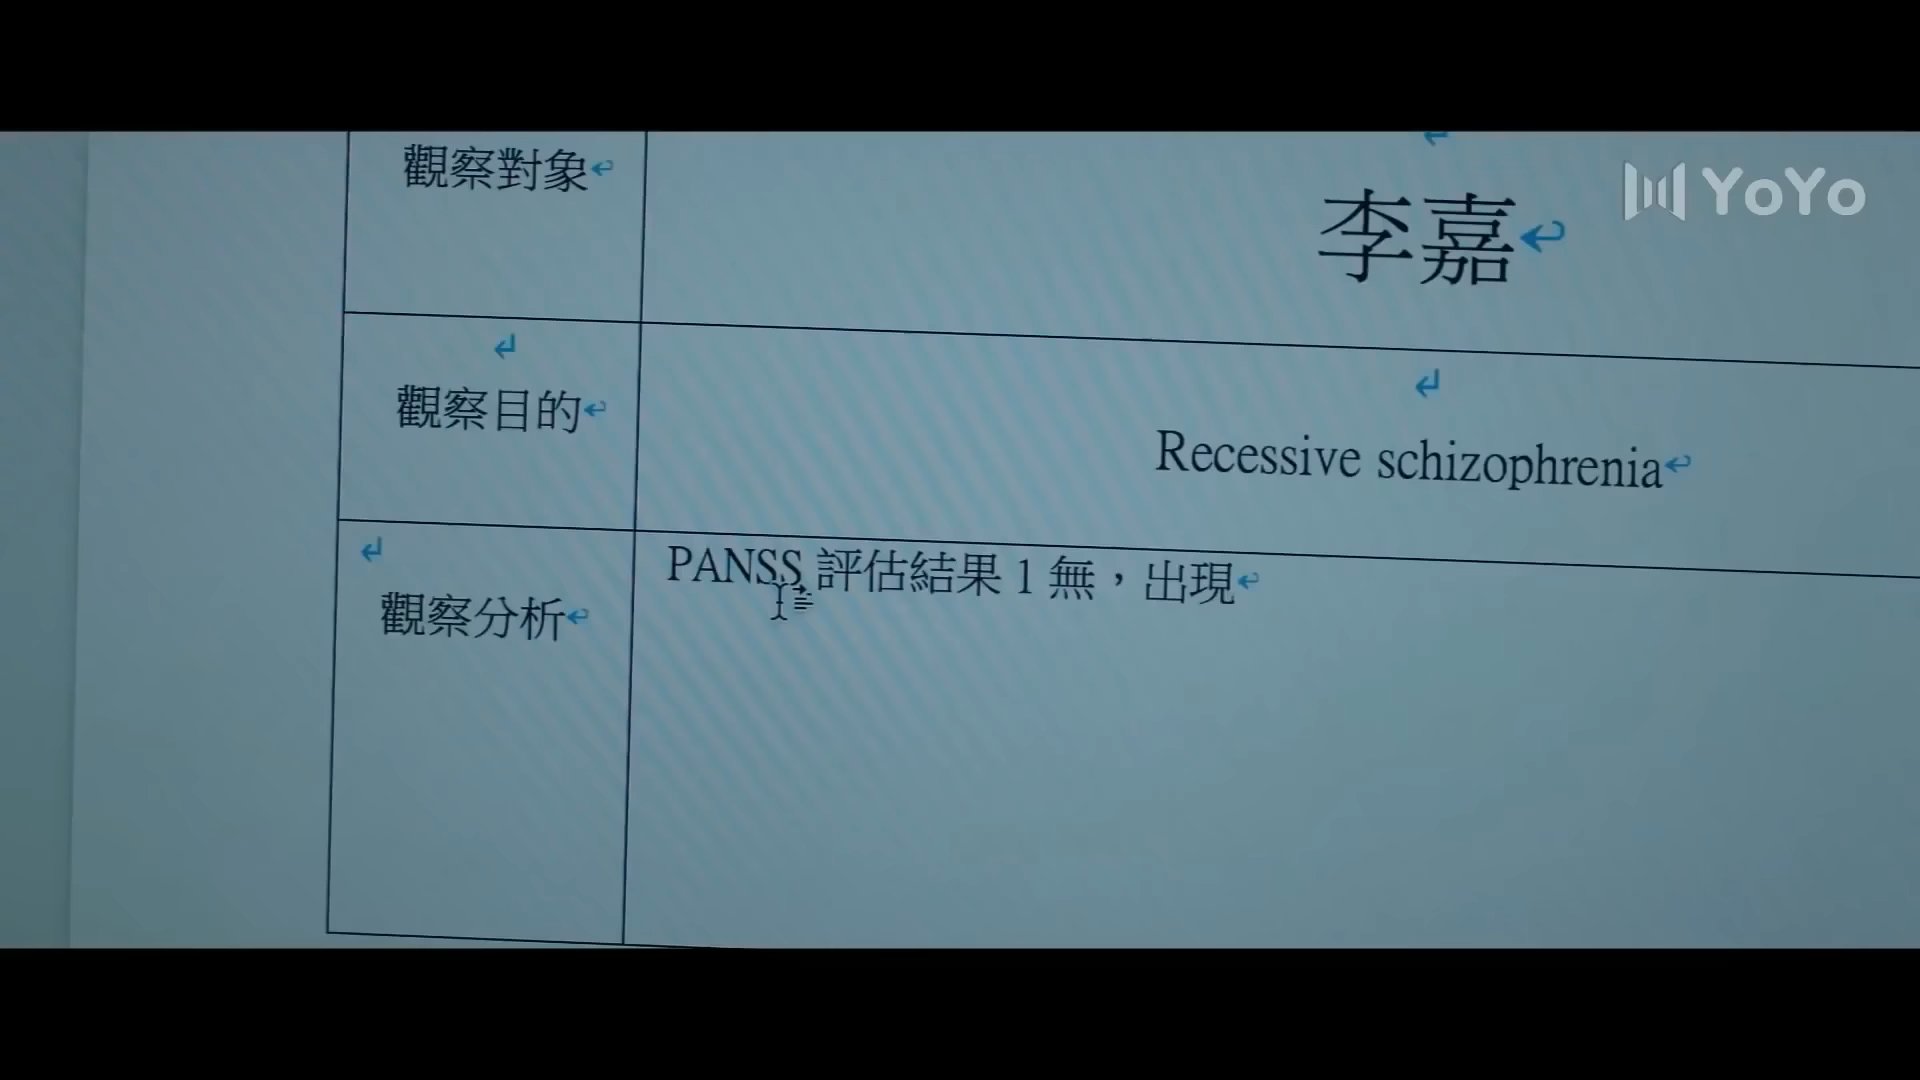 觀察對象
李嘉
YoYo
觀察目的
Recessive schizophrenia
觀察分析
PANSS 評估結果 1 無，出現